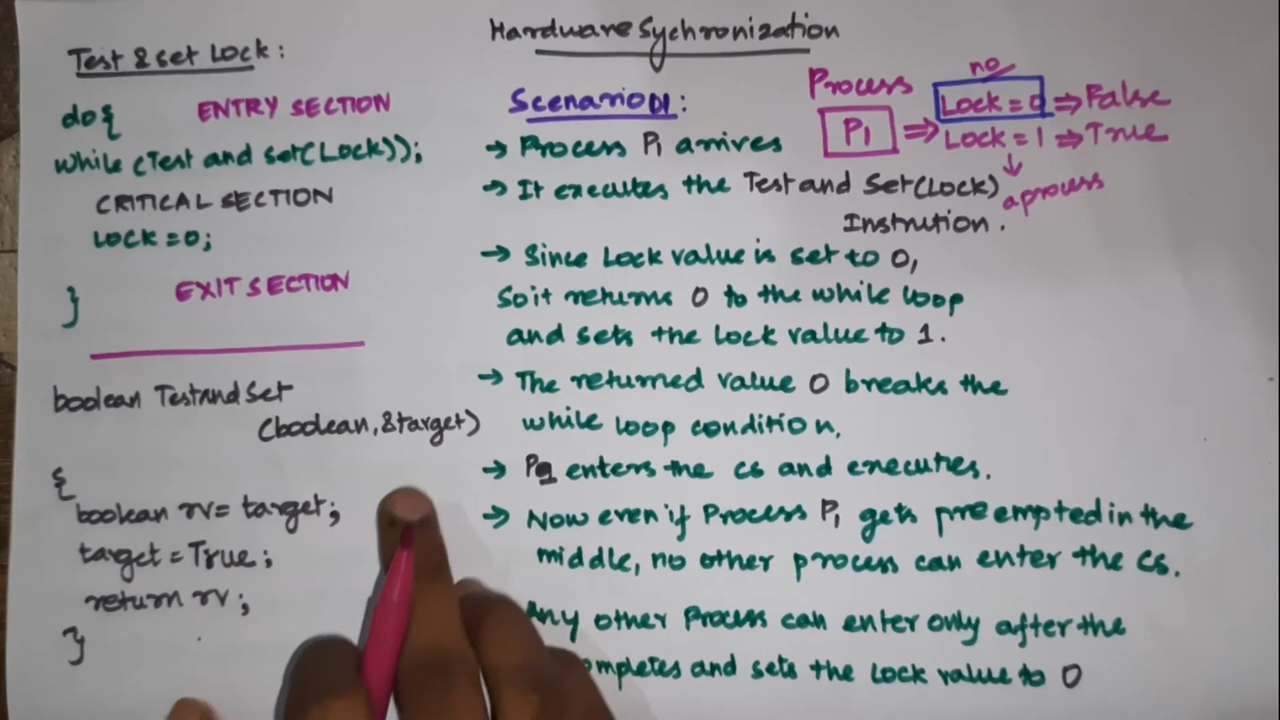 Hardware Sychronization
Test & set Lock:
do{ ENTRY SECTION
while (Test and set(Lock));
CRITICAL SECTION
LOCK = 0;
} EXIT SECTION
boolean TestandSet
(boolean, &target)
{
boolean rv= target;
target = True;
return rv;
}
Scenario 01:
Process
P1 ⇒
no
Lock = 0 ⇒ False
Lock = 1 ⇒ True
↓
a process
→ Process P1 arrives
→ It executes the Test and Set(Lock)
Instrution.
→ Since Lock value is set to 0,
So it returns 0 to the while loop
and sets the lock value to 1.
→ The returned value 0 breaks the
while loop condition.
→ P1 enters the cs and executies.
→ Now even if Process P1 gets preempted in the
middle, no other process can enter the cs.
Any other Process can enter only after the
ompletes and sets the Lock value to 0